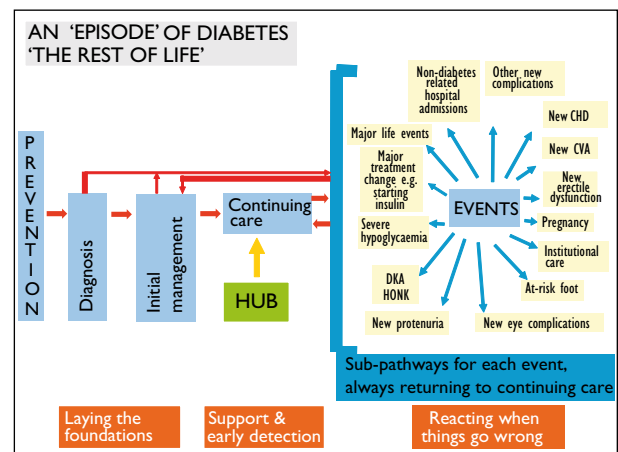 AN 'EPISODE' OF DIABETES
'THE REST OF LIFE'
PREVENTION
Diagnosis
Initial
management
Continuing
care
HUB
Non-diabetes
related
hospital
admissions
Other new
complications
Major life events
New CHD
New CVA
Major
treatment
change e.g.
starting
insulin
New
erectile
dysfunction
EVENTS
Pregnancy
Severe
hypoglycaemia
Institutional
care
DKA
HONK
At-risk foot
New protenuria
New eye complications
Sub-pathways for each event,
always returning to continuing care
Laying the
foundations
Support &
early detection
Reacting when
things go wrong